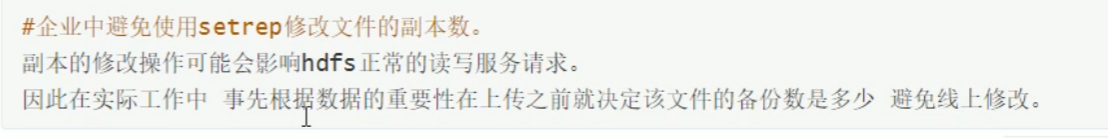 #企业中避免使用setrep修改文件的副本数。
副本的修改操作可能会影响hdfs正常的读写服务请求。
因此在实际工作中 事先根据数据的重要性在上传之前就决定该文件的备份数是多少 避免线上修改。